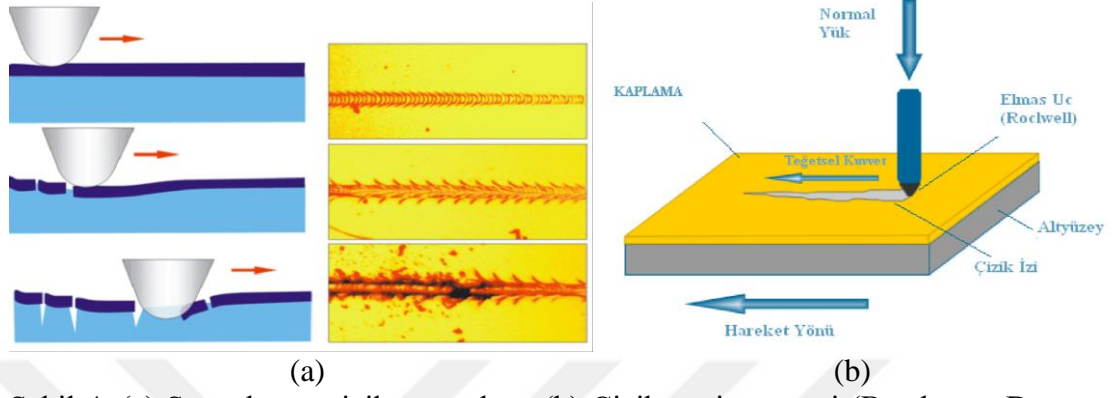 Normal
Yük
KAPLAMA
Elmas Uc
(Roclwell)
Teğetsel Kuvvet
Altyüzey
Çizik İzi
Hareket Yönü
(a)
(b)